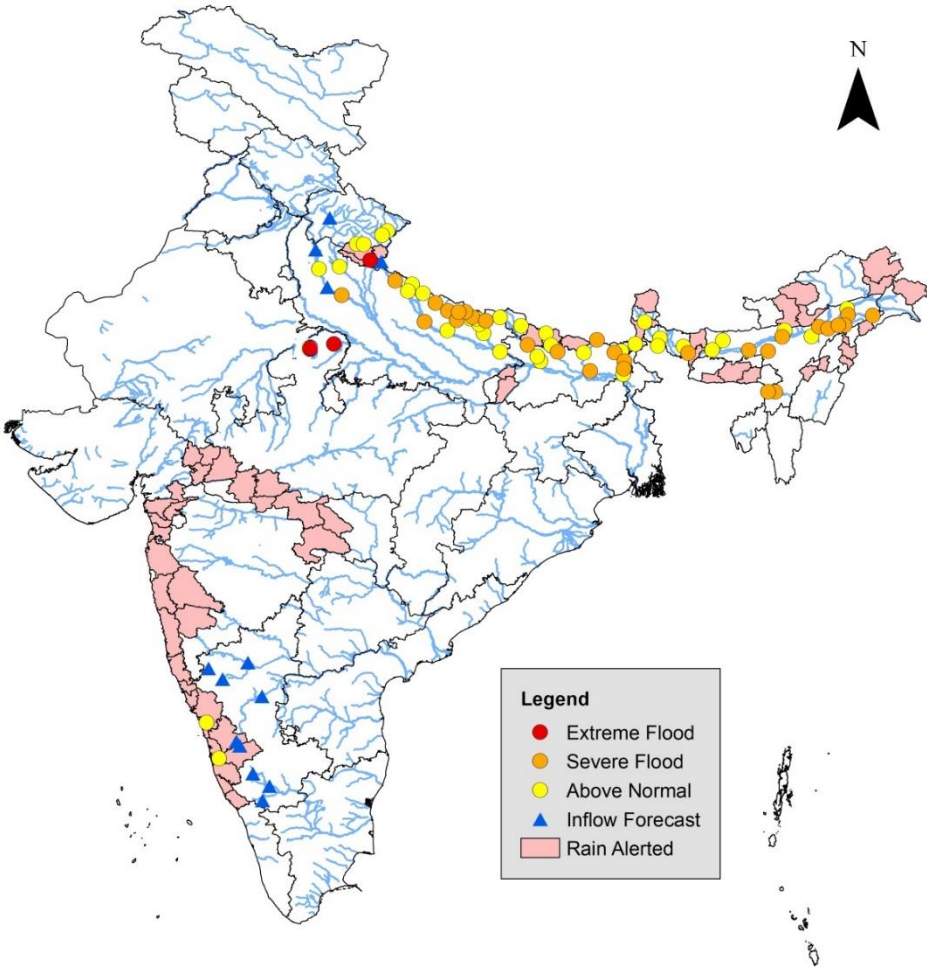 N
Legend
Extreme Flood
Severe Flood
Above Normal
Inflow Forecast
Rain Alerted